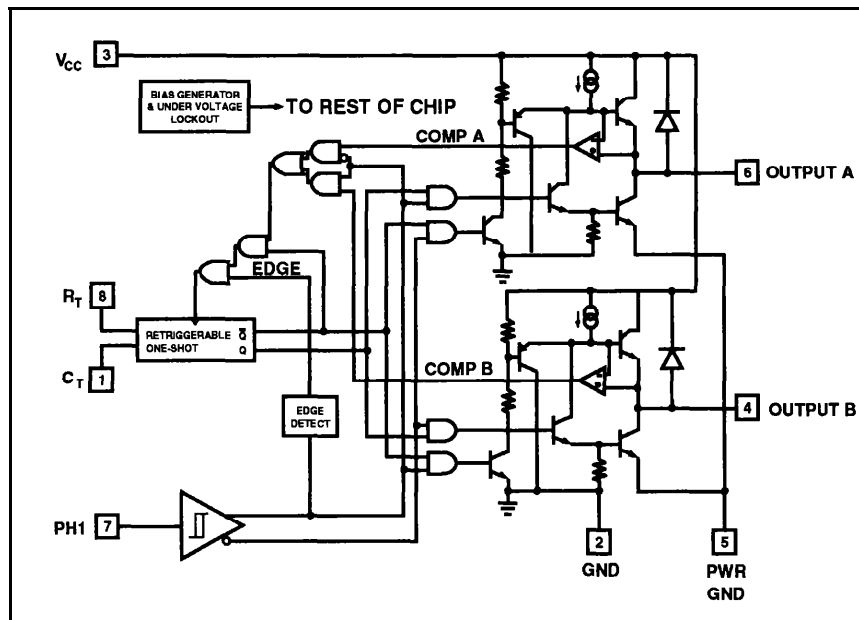 VCC 3
BIAS GENERATOR
& UNDER VOLTAGE
LOCKOUT
TO REST OF CHIP
COMP A
6 OUTPUT A
EDGE
RT 8
RETRIGGERABLE
ONE-SHOT
Q̅
Q
CT 1
COMP B
EDGE
DETECT
4 OUTPUT B
PH1 7
2
GND
5
PWR
GND